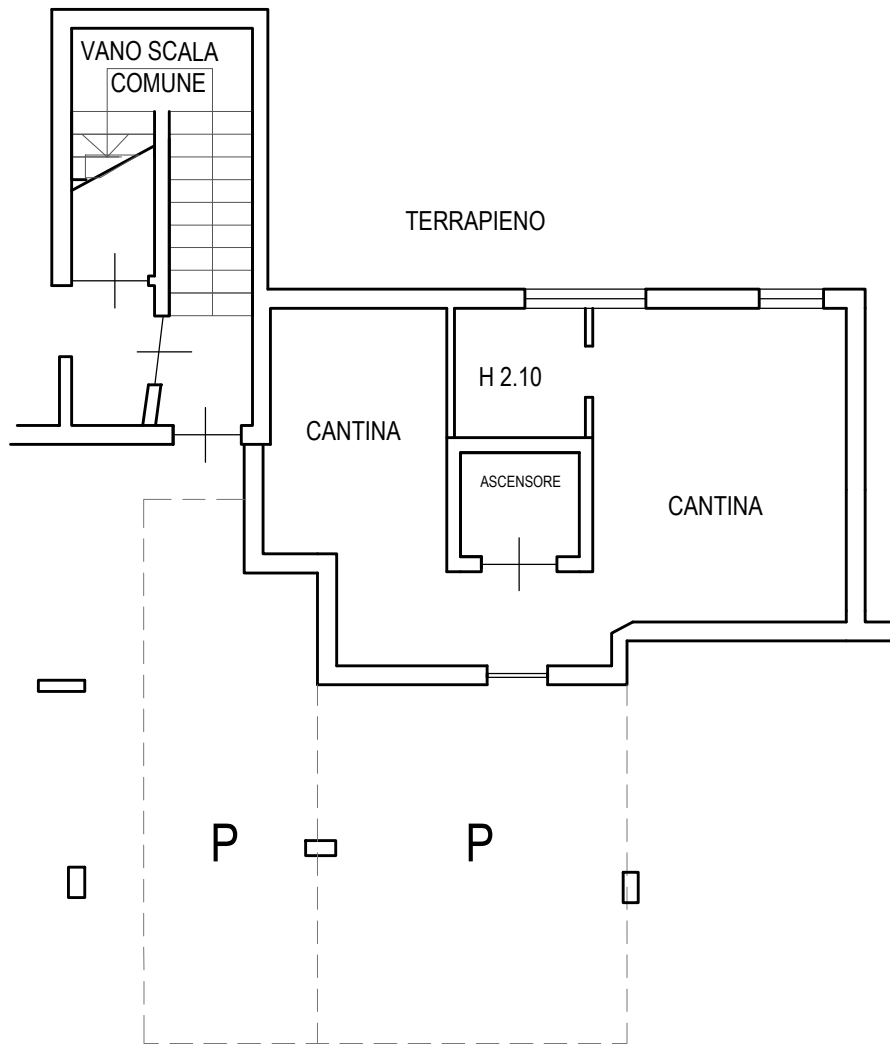 VANO SCALA
COMUNE
TERRAPIENO
H 2.10
CANTINA
ASCENSORE
CANTINA
P
P